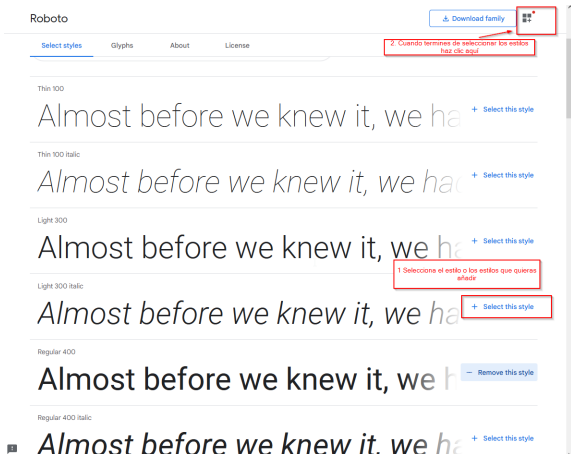 Roboto
Download family
Select styles Glyphs About License
2. Cuando termines de seleccionar los estilos
haz clic aquí
Thin 100
Almost before we knew it, we ha
+ Select this style
Thin 100 italic
Almost before we knew it, we had
+ Select this style
Light 300
Almost before we knew it, we ha
+ Select this style
1 Selecciona el estilo o los estilos que quieras
añadir
Light 300 italic
Almost before we knew it, we ha
+ Select this style
Regular 400
Almost before we knew it, we h
− Remove this style
Regular 400 italic
Almost before we knew it, we ha
+ Select this style